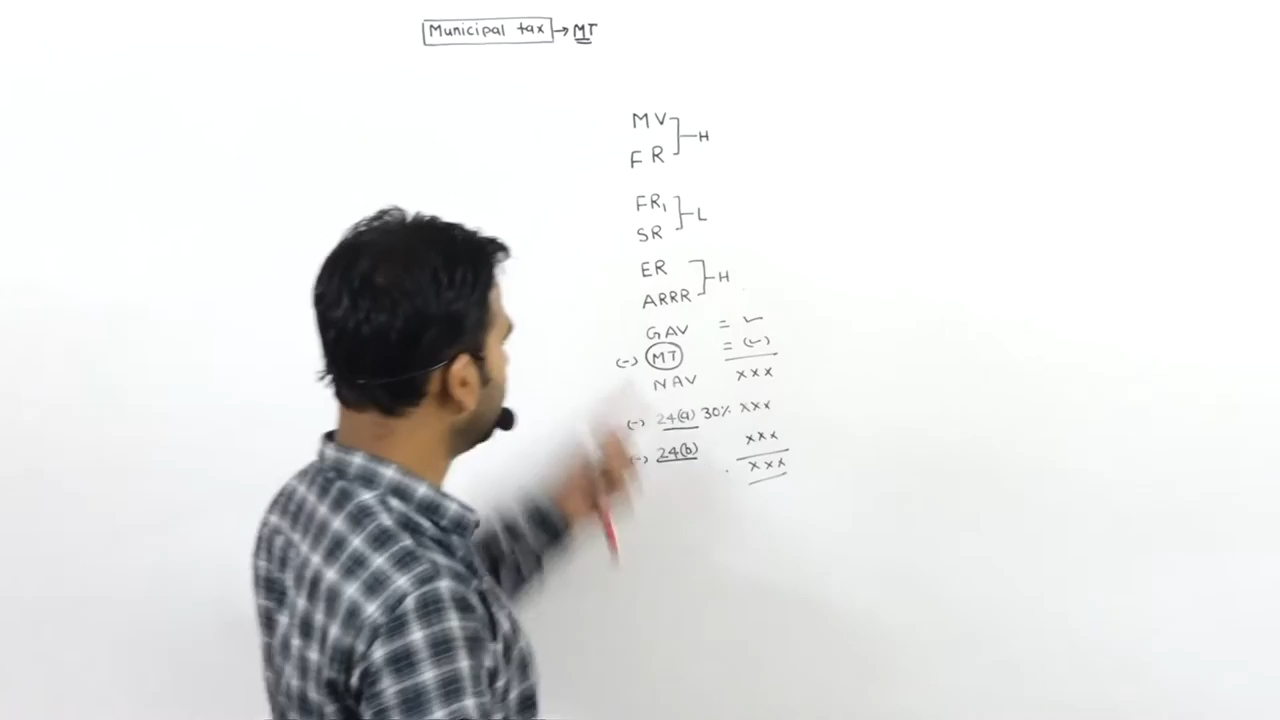 Municipal tax → MT
MV
FR ]— H
FR₁
SR ]— L
ER
ARRR ]— H
GAV = ✓
(-) MT = (✓)
NAV xxx
(-) 24(a) 30% xxx
(-) 24(b) xxx
xxx